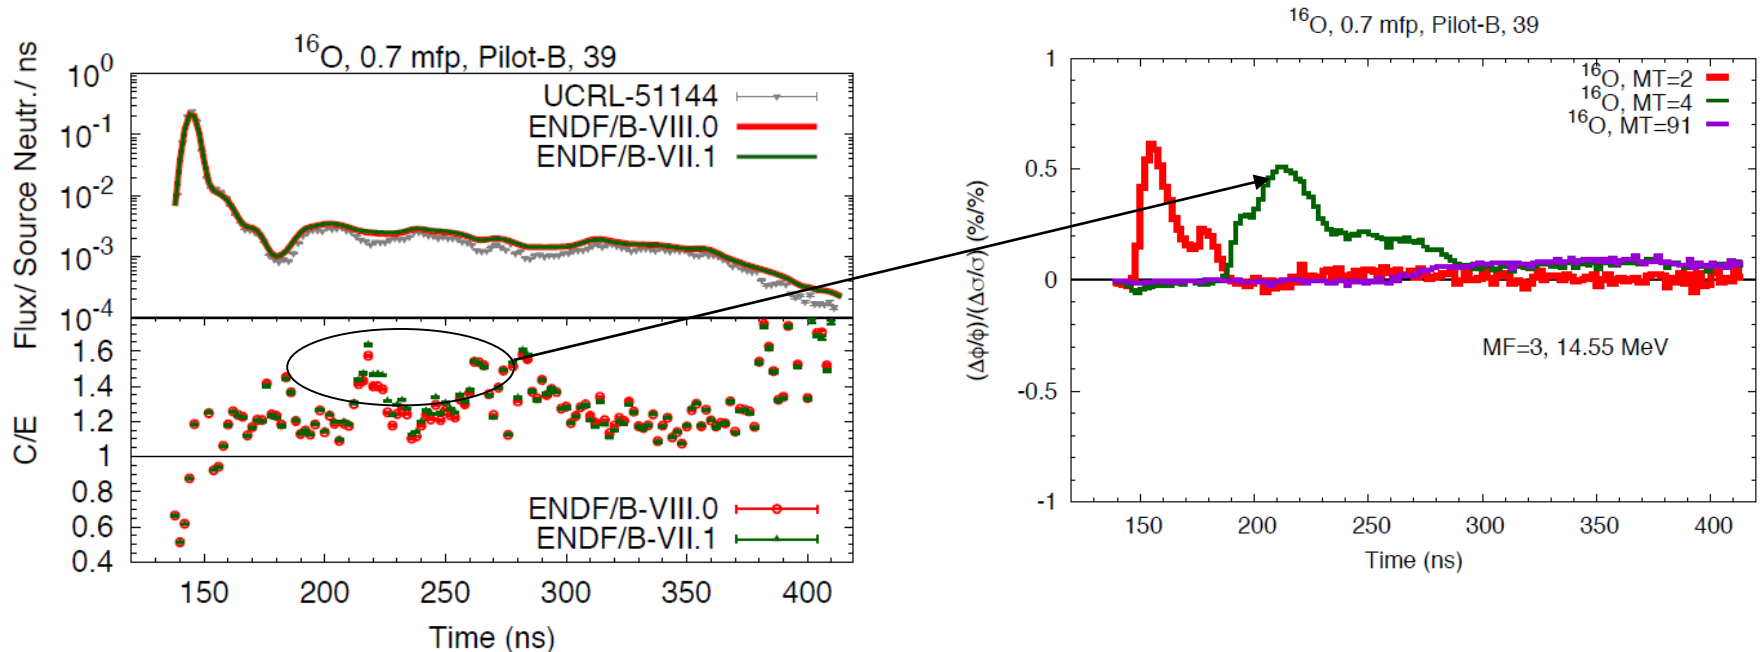 ¹⁶O, 0.7 mfp, Pilot-B, 39
Flux/ Source Neutr./ ns
10⁰
10⁻¹
10⁻²
10⁻³
10⁻⁴
UCRL-51144
ENDF/B-VIII.0
ENDF/B-VII.1
C/E
1.6
1.4
1.2
1
0.8
0.6
0.4
ENDF/B-VIII.0
ENDF/B-VII.1
150 200 250 300 350 400
Time (ns)
¹⁶O, 0.7 mfp, Pilot-B, 39
(Δϕ/ϕ)/(Δσ/σ) (%/%)
1
0.5
0
-0.5
-1
¹⁶O, MT=2
¹⁶O, MT=4
¹⁶O, MT=91
MF=3, 14.55 MeV
150 200 250 300 350 400
Time (ns)